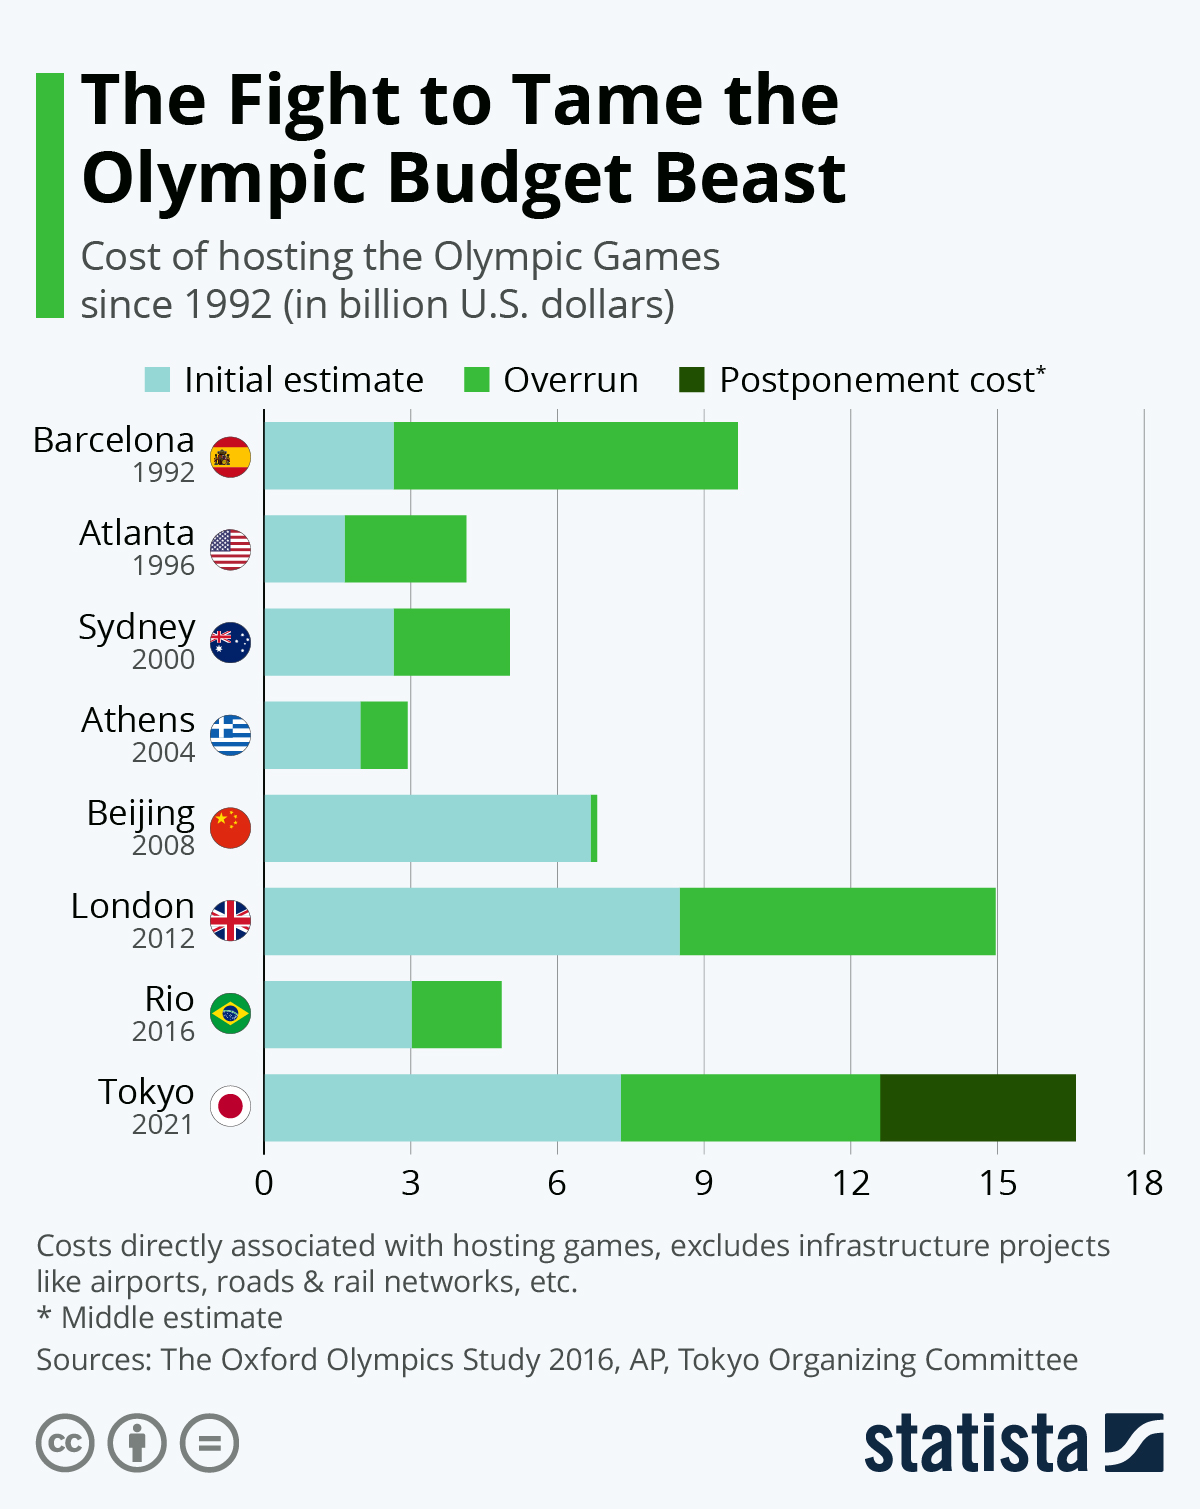 The Fight to Tame the
Olympic Budget Beast
Cost of hosting the Olympic Games
since 1992 (in billion U.S. dollars)
Initial estimate Overrun Postponement cost*
Barcelona
1992
Atlanta
1996
Sydney
2000
Athens
2004
Beijing
2008
London
2012
Rio
2016
Tokyo
2021
0 3 6 9 12 15 18
Costs directly associated with hosting games, excludes infrastructure projects
like airports, roads & rail networks, etc.
* Middle estimate
Sources: The Oxford Olympics Study 2016, AP, Tokyo Organizing Committee
cc =
statista